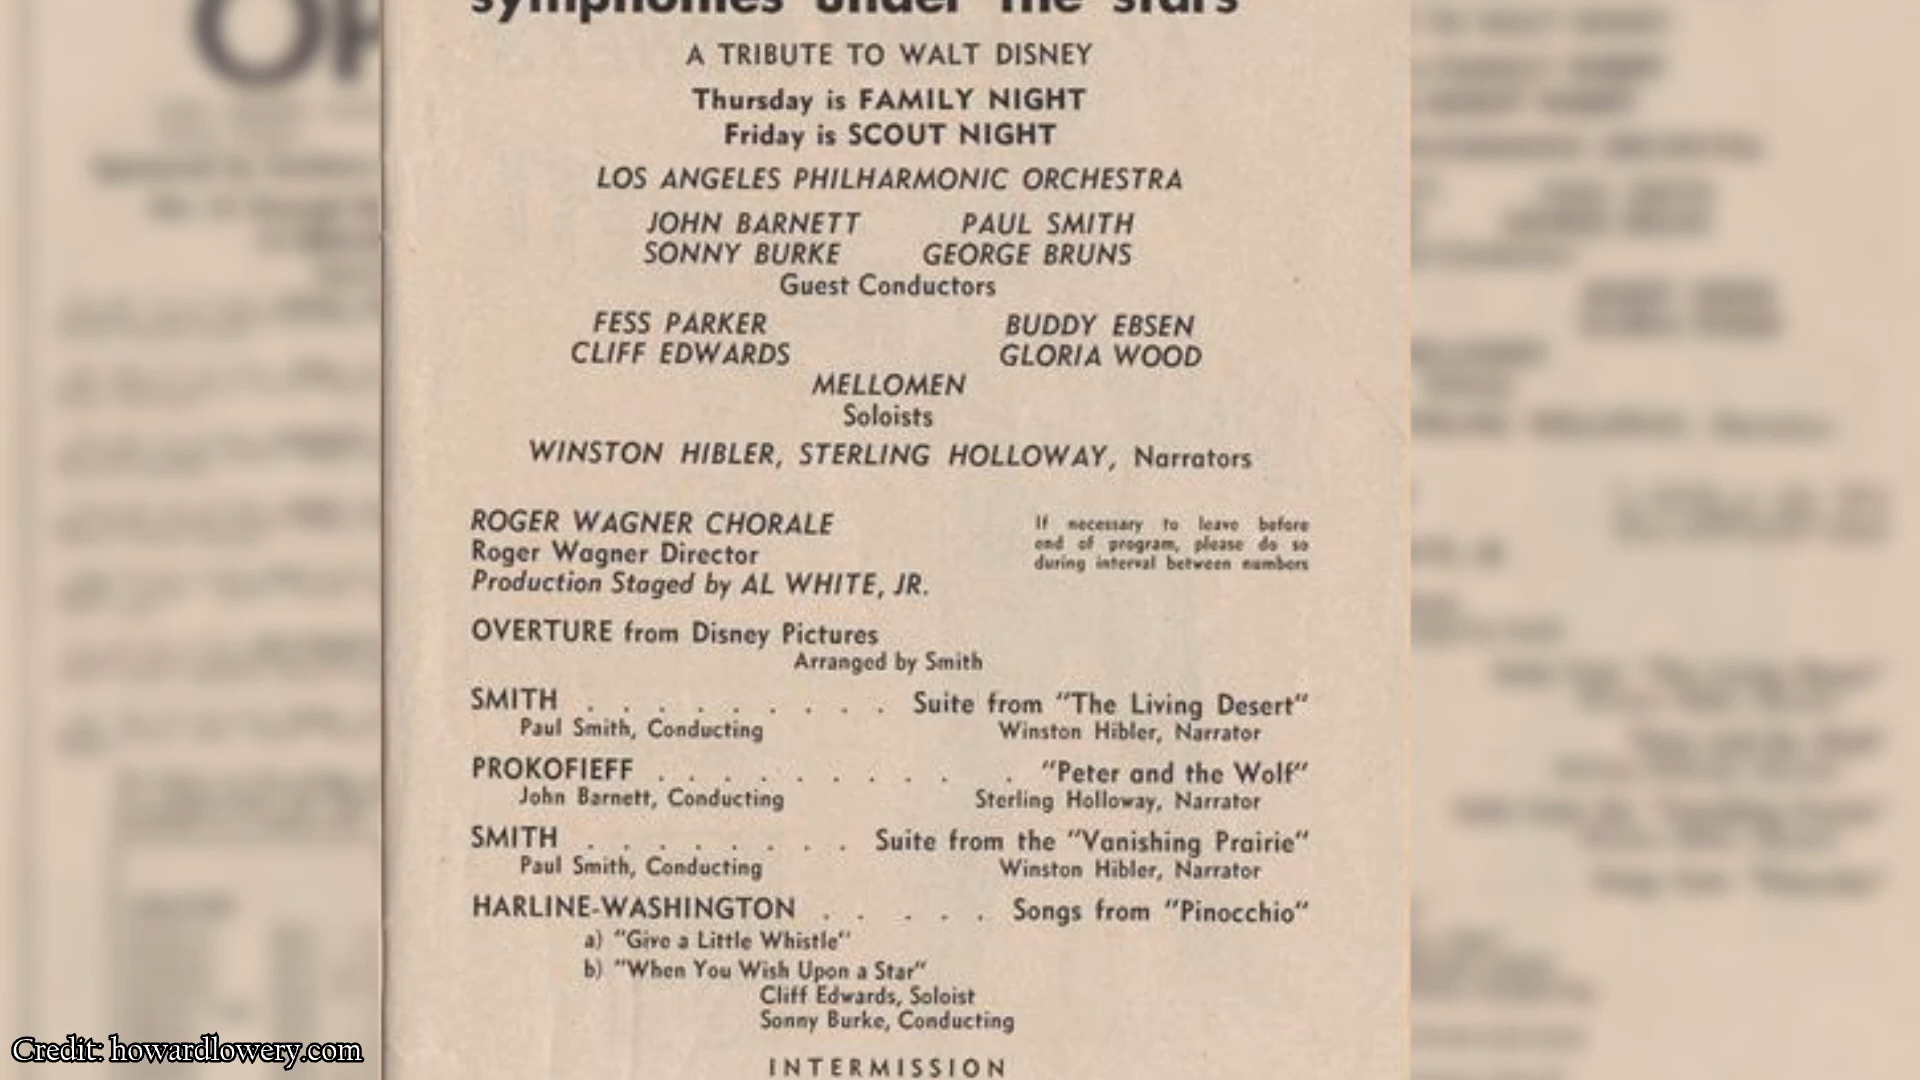 symphonies under the stars
A TRIBUTE TO WALT DISNEY
Thursday is FAMILY NIGHT
Friday is SCOUT NIGHT
LOS ANGELES PHILHARMONIC ORCHESTRA
JOHN BARNETT PAUL SMITH
SONNY BURKE GEORGE BRUNS
Guest Conductors
FESS PARKER BUDDY EBSEN
CLIFF EDWARDS GLORIA WOOD
MELLOMEN
Soloists
WINSTON HIBLER, STERLING HOLLOWAY, Narrators
ROGER WAGNER CHORALE
Roger Wagner Director
Production Staged by AL WHITE, JR.
If necessary to leave before
end of program, please do so
during interval between numbers
OVERTURE from Disney Pictures
Arranged by Smith
SMITH . . . . . . . . . . Suite from "The Living Desert"
Paul Smith, Conducting Winston Hibler, Narrator
PROKOFIEFF . . . . . . . . . . "Peter and the Wolf"
John Barnett, Conducting Sterling Holloway, Narrator
SMITH . . . . . . . . Suite from the "Vanishing Prairie"
Paul Smith, Conducting Winston Hibler, Narrator
HARLINE-WASHINGTON . . . . . Songs from "Pinocchio"
a) "Give a Little Whistle"
b) "When You Wish Upon a Star"
Cliff Edwards, Soloist
Sonny Burke, Conducting
INTERMISSION
Credit: howardlowery.com